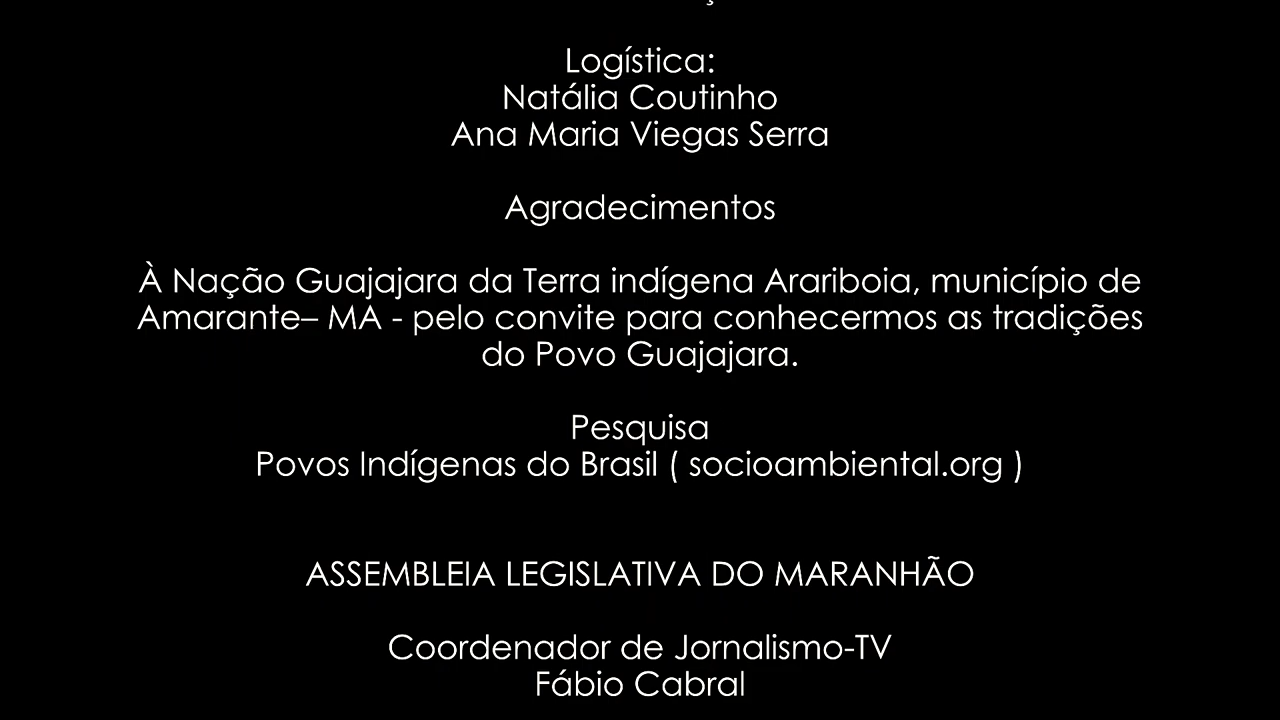 Logística:
Natália Coutinho
Ana Maria Viegas Serra
Agradecimentos
À Nação Guajajara da Terra indígena Arariboia, município de
Amarante– MA - pelo convite para conhecermos as tradições
do Povo Guajajara.
Pesquisa
Povos Indígenas do Brasil ( socioambiental.org )
ASSEMBLEIA LEGISLATIVA DO MARANHÃO
Coordenador de Jornalismo-TV
Fábio Cabral